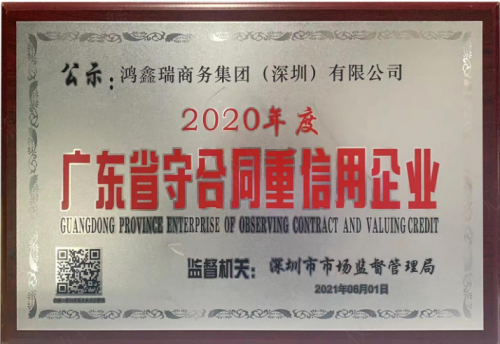 公示：鸿鑫瑞商务集团（深圳）有限公司
2020年度
广东省守合同重信用企业
GUANGDONG PROVINCE ENTERPRISE OF OBSERVING CONTRACT AND VALUING CREDIT
监督机关：深圳市市场监督管理局
2021年06月01日